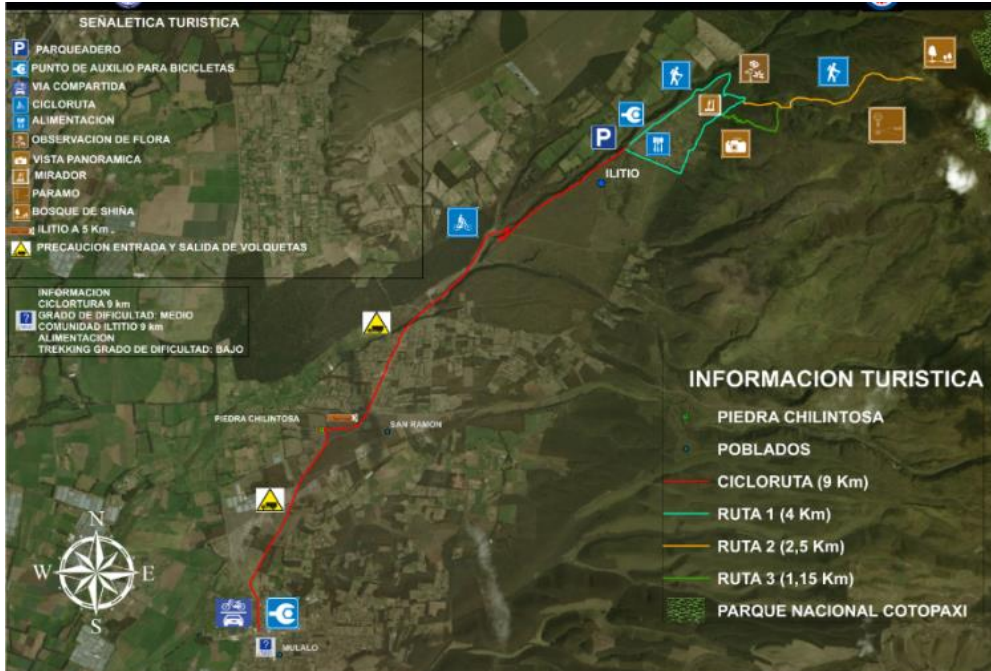 SEÑALETICA TURISTICA
P PARQUEADERO
PUNTO DE AUXILIO PARA BICICLETAS
VIA COMPARTIDA
CICLORUTA
ALIMENTACION
OBSERVACION DE FLORA
VISTA PANORAMICA
MIRADOR
PARAMO
BOSQUE DE SHIÑA
ILITIO A 5 Km .
PRECAUCION ENTRADA Y SALIDA DE VOLQUETAS
INFORMACION
CICLORTURA 9 km
? GRADO DE DIFICULTAD: MEDIO
COMUNIDAD ILTITIO 9 km
ALIMENTACION
TREKKING GRADO DE DIFICULTAD: BAJO
P
ILITIO
PIEDRA CHILINTOSA
SAN RAMON
N
W E
S
?
MULALO
INFORMACION TURISTICA
PIEDRA CHILINTOSA
POBLADOS
CICLORUTA (9 Km)
RUTA 1 (4 Km)
RUTA 2 (2,5 Km)
RUTA 3 (1,15 Km)
PARQUE NACIONAL COTOPAXI